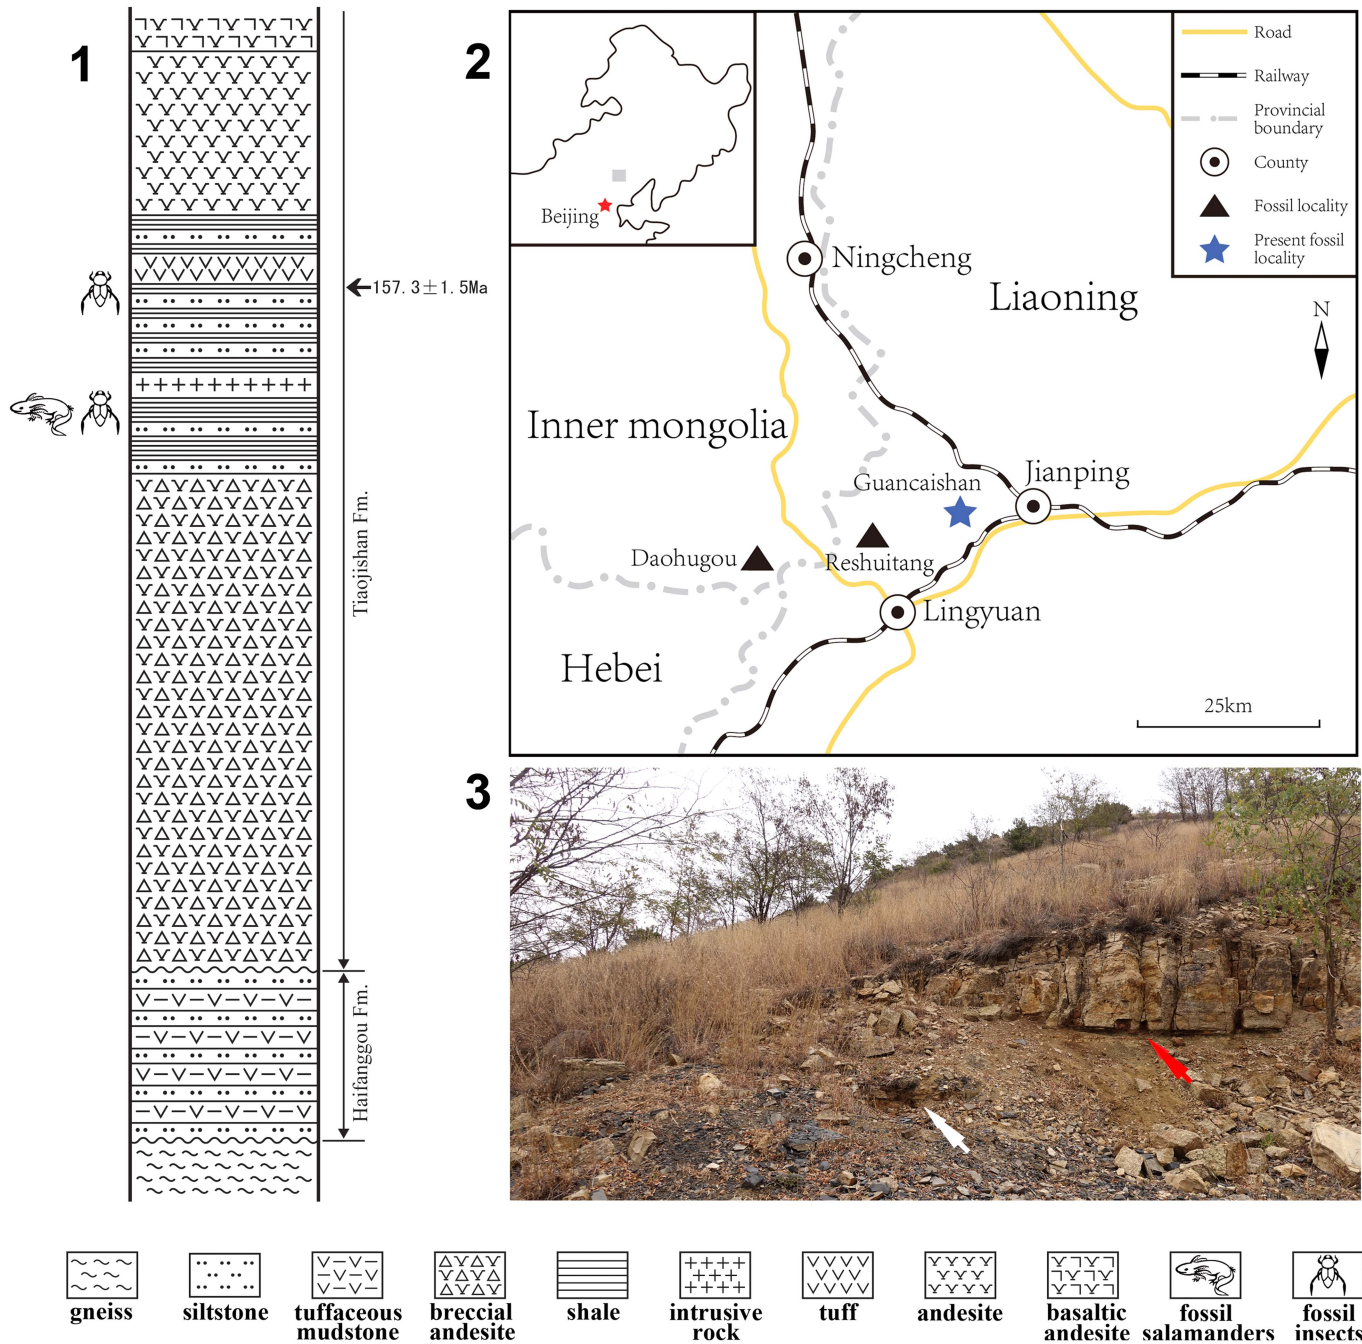 1
157.3±1.5Ma
Tiaojishan Fm.
Haifanggou Fm.
2
Beijing
Road
Railway
Provincial
boundary
County
Fossil locality
Present fossil
locality
N
Ningcheng
Liaoning
Inner mongolia
Guancaishan
Jianping
Daohugou
Reshuitang
Lingyuan
Hebei
25km
3
gneiss
siltstone
tuffaceous
mudstone
breccial
andesite
shale
intrusive
rock
tuff
andesite
basaltic
andesite
fossil
salamanders
fossil
insects